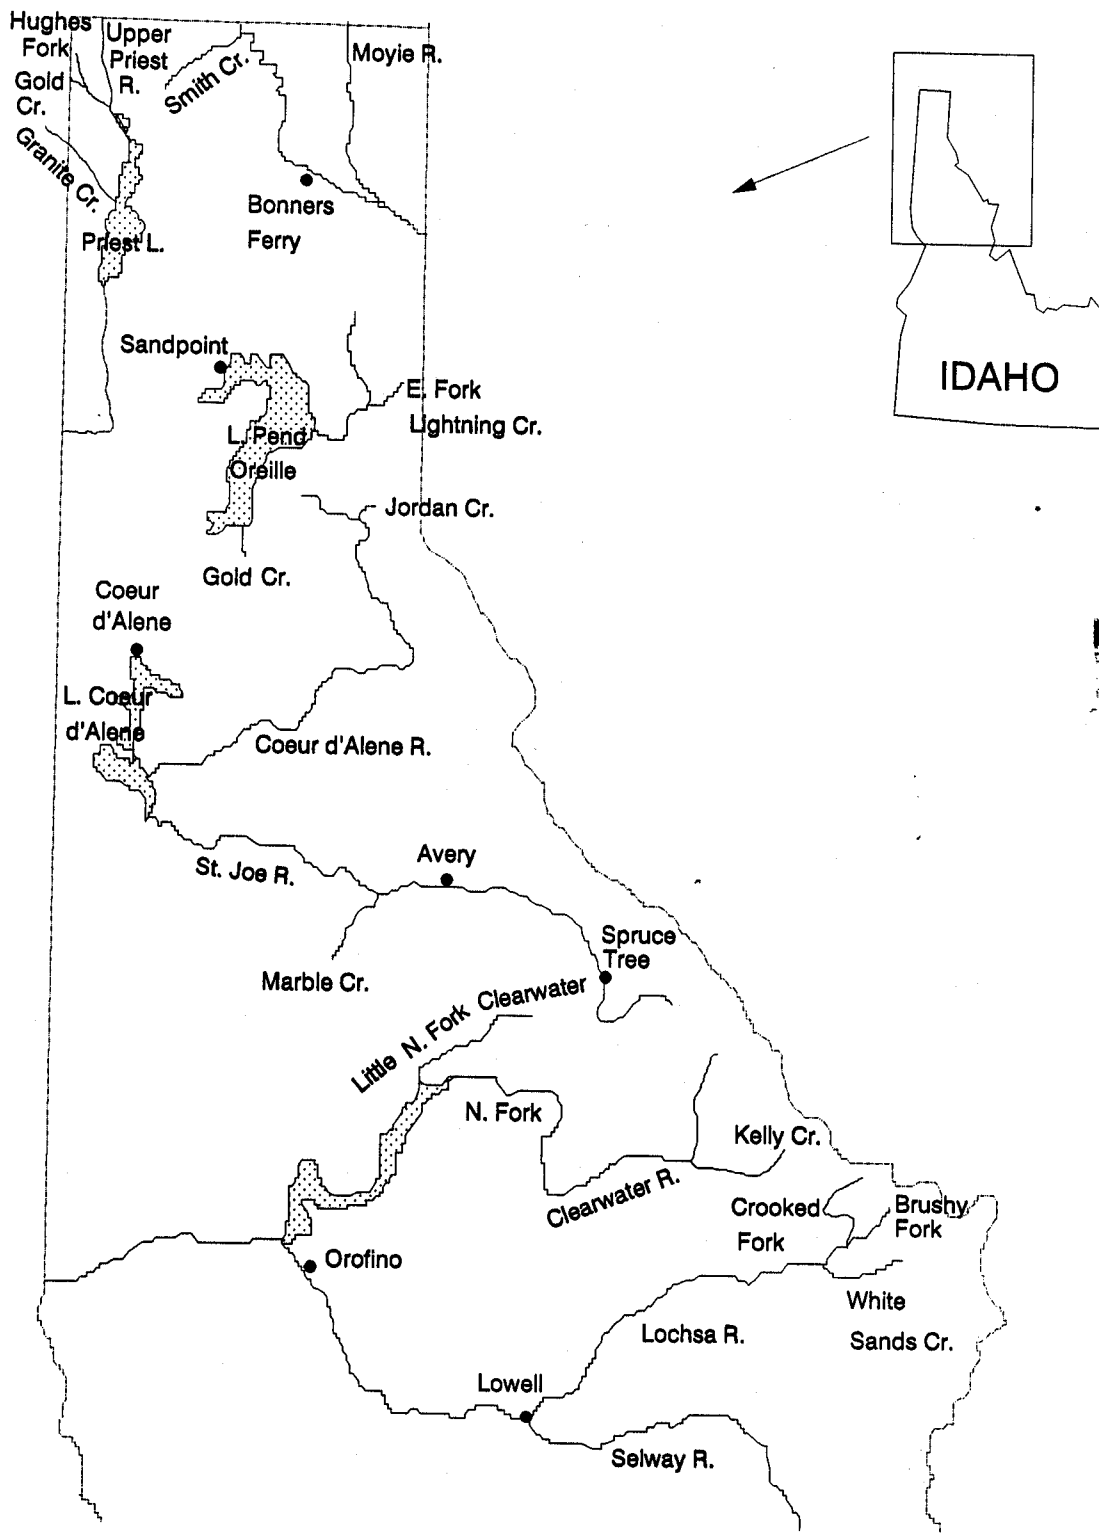 Hughes
Fork
Upper
Priest
R.
Gold
Cr.
Granite Cr.
Smith Cr.
Moyie R.
Bonners
Ferry
Priest L.
Sandpoint
E. Fork
Lightning Cr.
L. Pend
Oreille
Jordan Cr.
Gold Cr.
IDAHO
Coeur
d'Alene
L. Coeur
d'Alene
Coeur d'Alene R.
St. Joe R.
Avery
Marble Cr.
Spruce
Tree
Little N. Fork Clearwater
N. Fork
Clearwater R.
Kelly Cr.
Crooked
Fork
Brushy
Fork
Orofino
White
Sands Cr.
Lochsa R.
Lowell
Selway R.